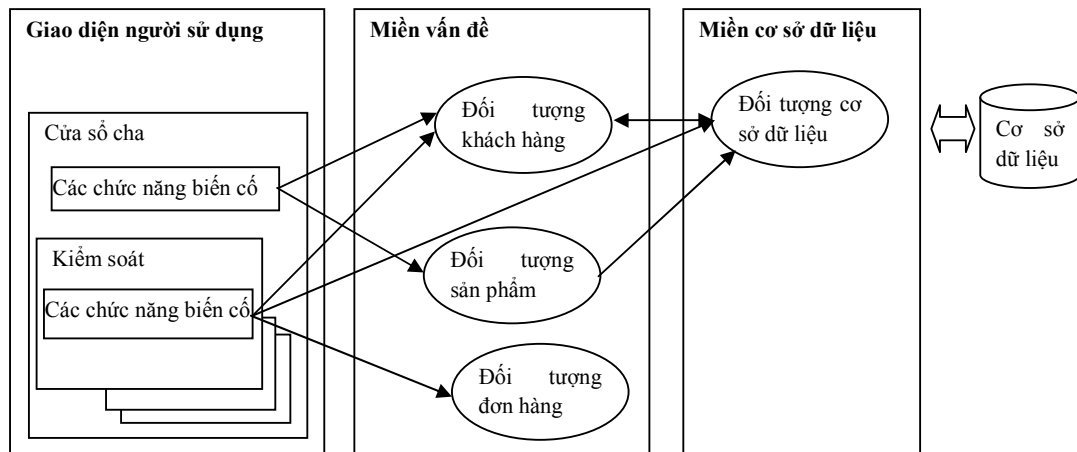 Giao diện người sử dụng
Cửa sổ cha
Các chức năng biến cố
Kiểm soát
Các chức năng biến cố
Miền vấn đề
Đối tượng
khách hàng
Đối tượng
sản phẩm
Đối tượng
đơn hàng
Miền cơ sở dữ liệu
Đối tượng cơ
sở dữ liệu
Cơ sở
dữ liệu